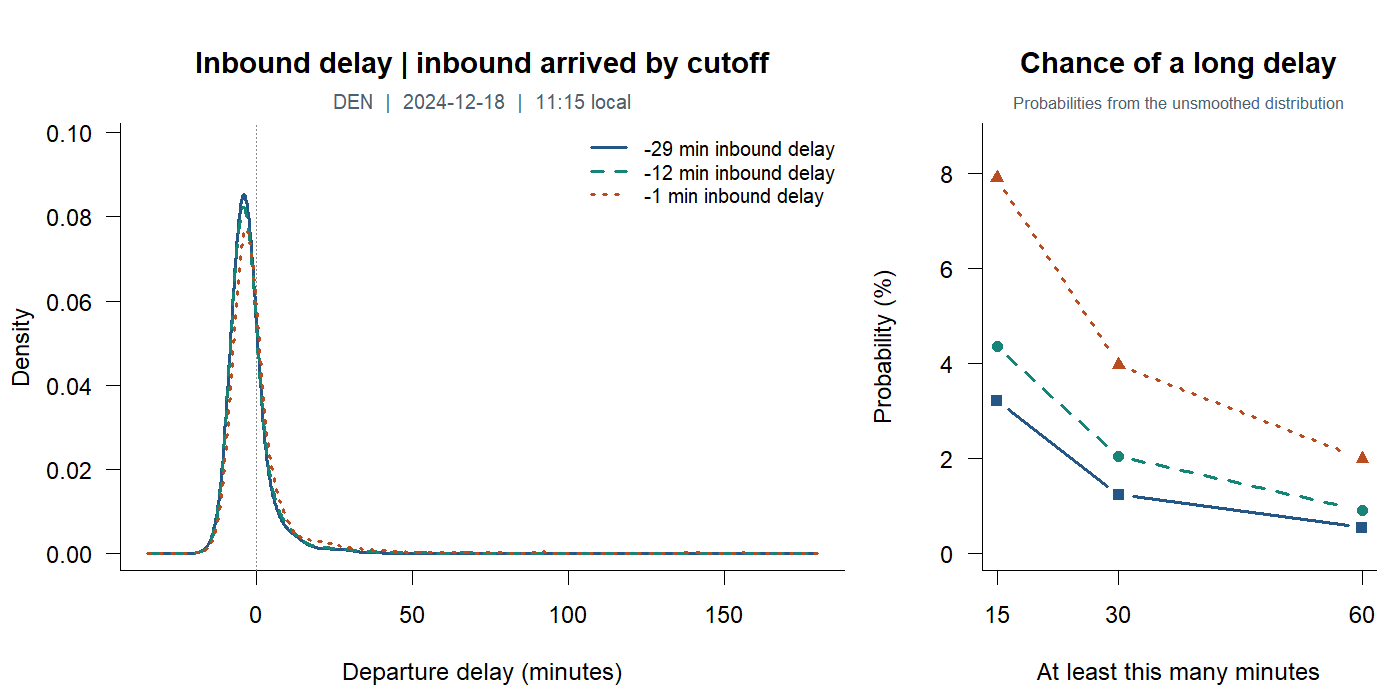 Inbound delay | inbound arrived by cutoff
DEN | 2024-12-18 | 11:15 local
-29 min inbound delay
-12 min inbound delay
-1 min inbound delay
Density
0.10
0.08
0.06
0.04
0.02
0.00
0
50
100
150
Departure delay (minutes)
Chance of a long delay
Probabilities from the unsmoothed distribution
Probability (%)
8
6
4
2
0
15
30
60
At least this many minutes